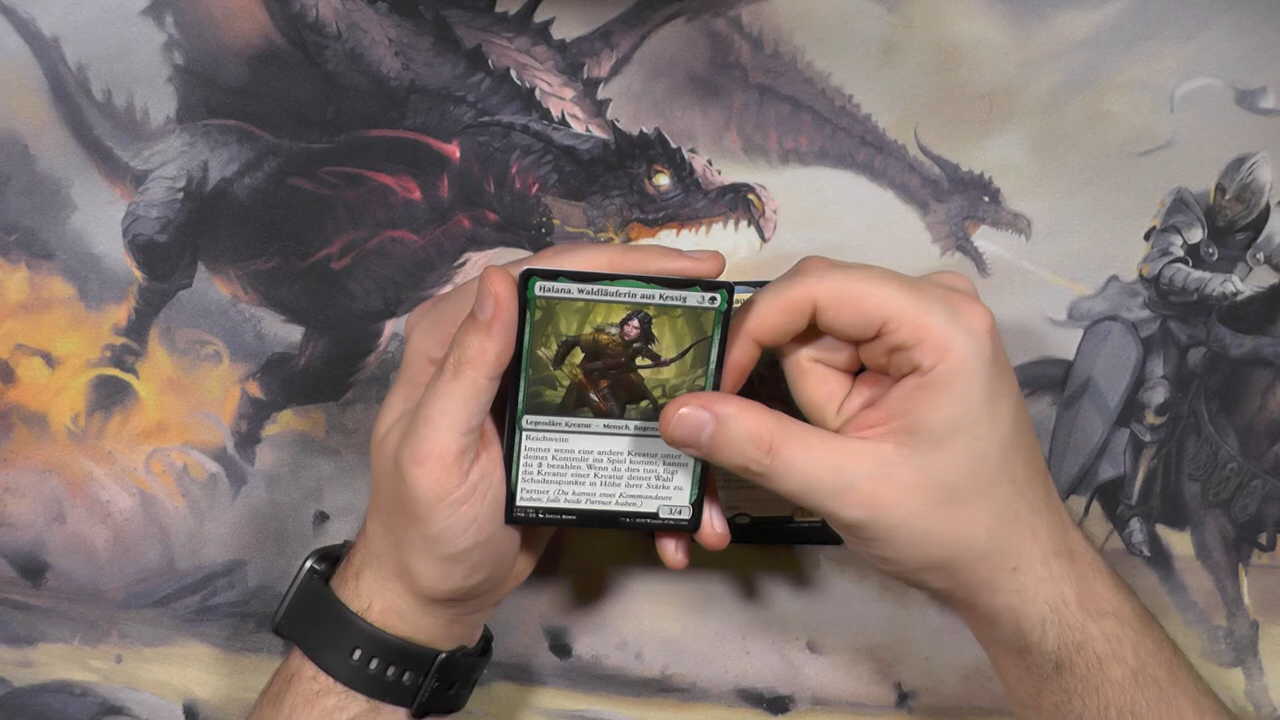 Halana, Waldläuferin aus Kessig 3
Legendäre Kreatur – Mensch,
Reichweite
Immer wenn eine andere Kreatur unter
deiner Kontrolle ins Spiel kommt, kannst
du 2 bezahlen. Wenn du dies tust, fügt
die Kreatur einer Kreatur deiner Wahl
Schadenspunkte in Höhe ihrer Stärke zu.
Partner (Du kannst zwei Kommandeure
haben, falls beide Partner haben.)
3/4